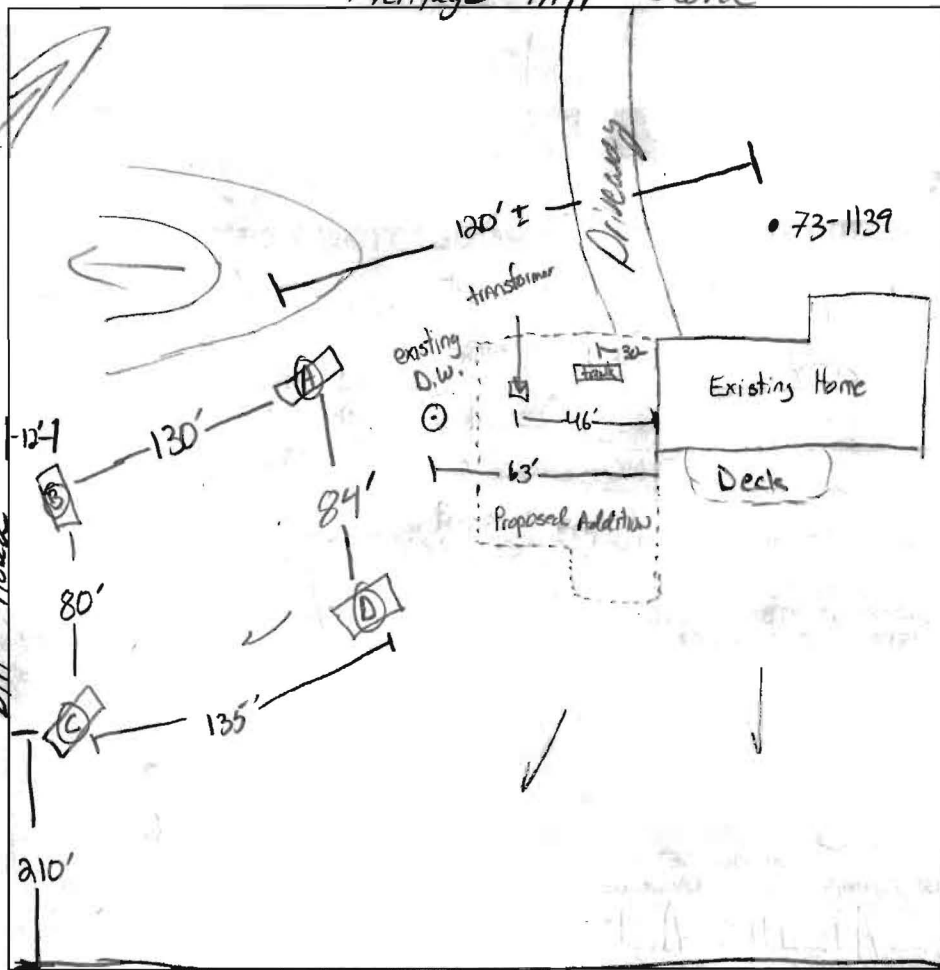 Driveway
120' ±
• 73-1139
transformer
existing
D.W.
30
tank
46'
Existing Home
A
130'
-12'-
B
84'
63'
Deck
Proposed Addition
80'
D
C
135'
210'